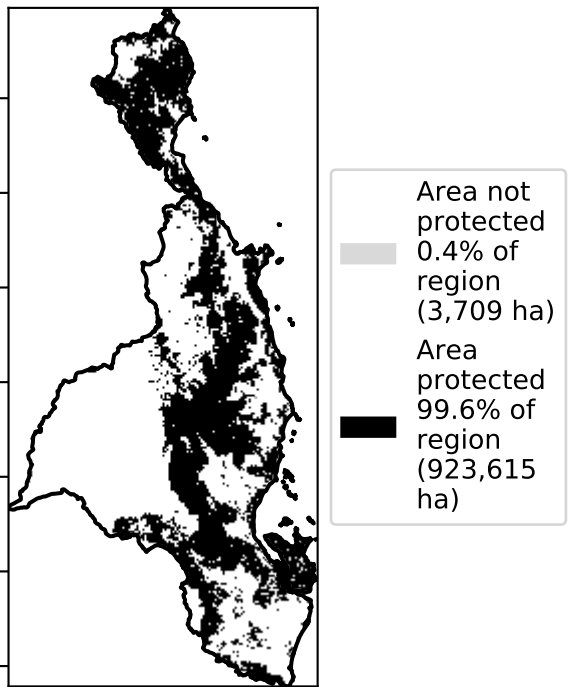 Area not
protected
0.4% of
region
(3,709 ha)
Area
protected
99.6% of
region
(923,615
ha)